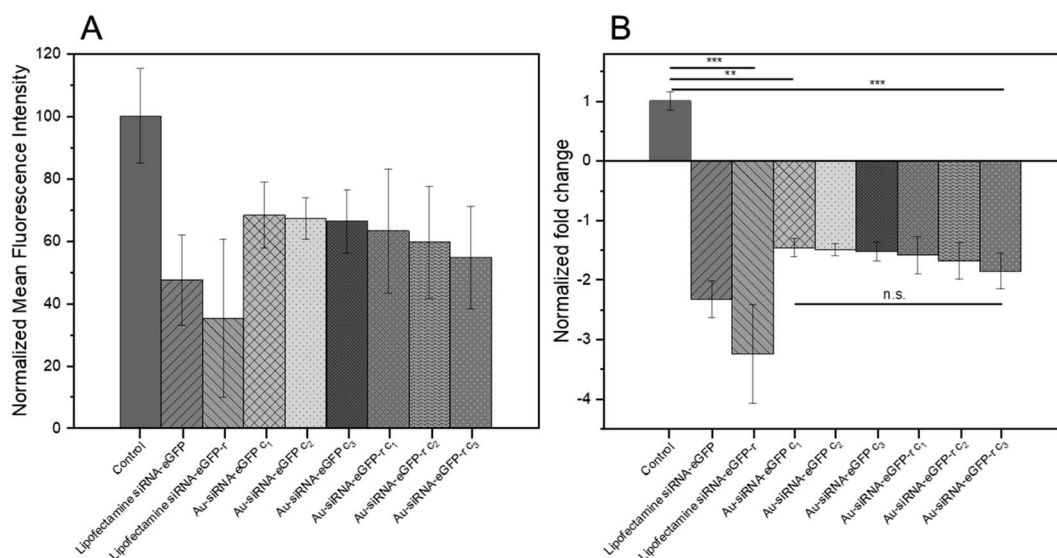 A
Normalized Mean Fluorescence Intensity
120
100
80
60
40
20
0
Control
Lipofectamine siRNA-eGFP
Lipofectamine siRNA-eGFP-r
Au-siRNA-eGFP c1
Au-siRNA-eGFP c2
Au-siRNA-eGFP c3
Au-siRNA-eGFP-r c1
Au-siRNA-eGFP-r c2
Au-siRNA-eGFP-r c3
B
Normalized fold change
1
0
-1
-2
-3
-4
***
**
***
n.s.
Control
Lipofectamine siRNA-eGFP
Lipofectamine siRNA-eGFP-r
Au-siRNA-eGFP c1
Au-siRNA-eGFP c2
Au-siRNA-eGFP c3
Au-siRNA-eGFP-r c1
Au-siRNA-eGFP-r c2
Au-siRNA-eGFP-r c3